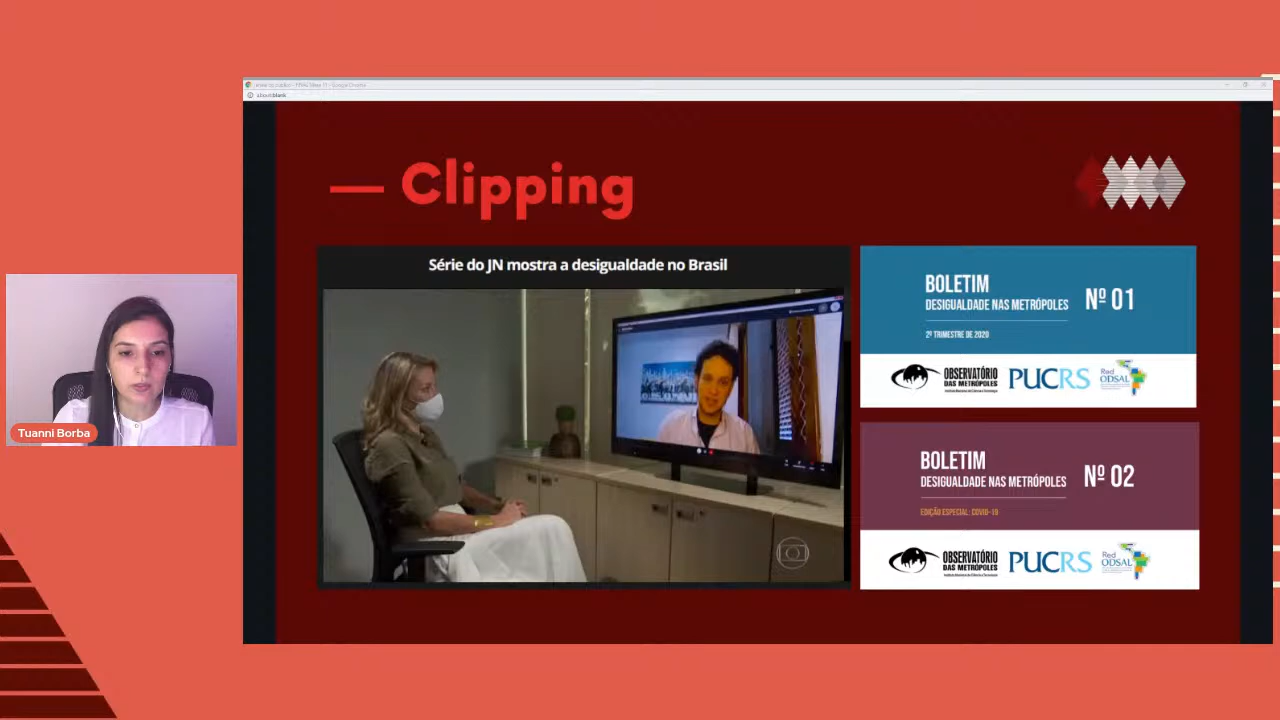 about:blank
— Clipping
Série do JN mostra a desigualdade no Brasil
BOLETIM
DESIGUALDADE NAS METRÓPOLES
Nº 01
2º TRIMESTRE DE 2020
OBSERVATÓRIO
DAS METRÓPOLES
PUCRS
Red
ODSAL
BOLETIM
DESIGUALDADE NAS METRÓPOLES
Nº 02
EDIÇÃO ESPECIAL: COVID-19
OBSERVATÓRIO
DAS METRÓPOLES
PUCRS
Red
ODSAL
Tuanni Borba